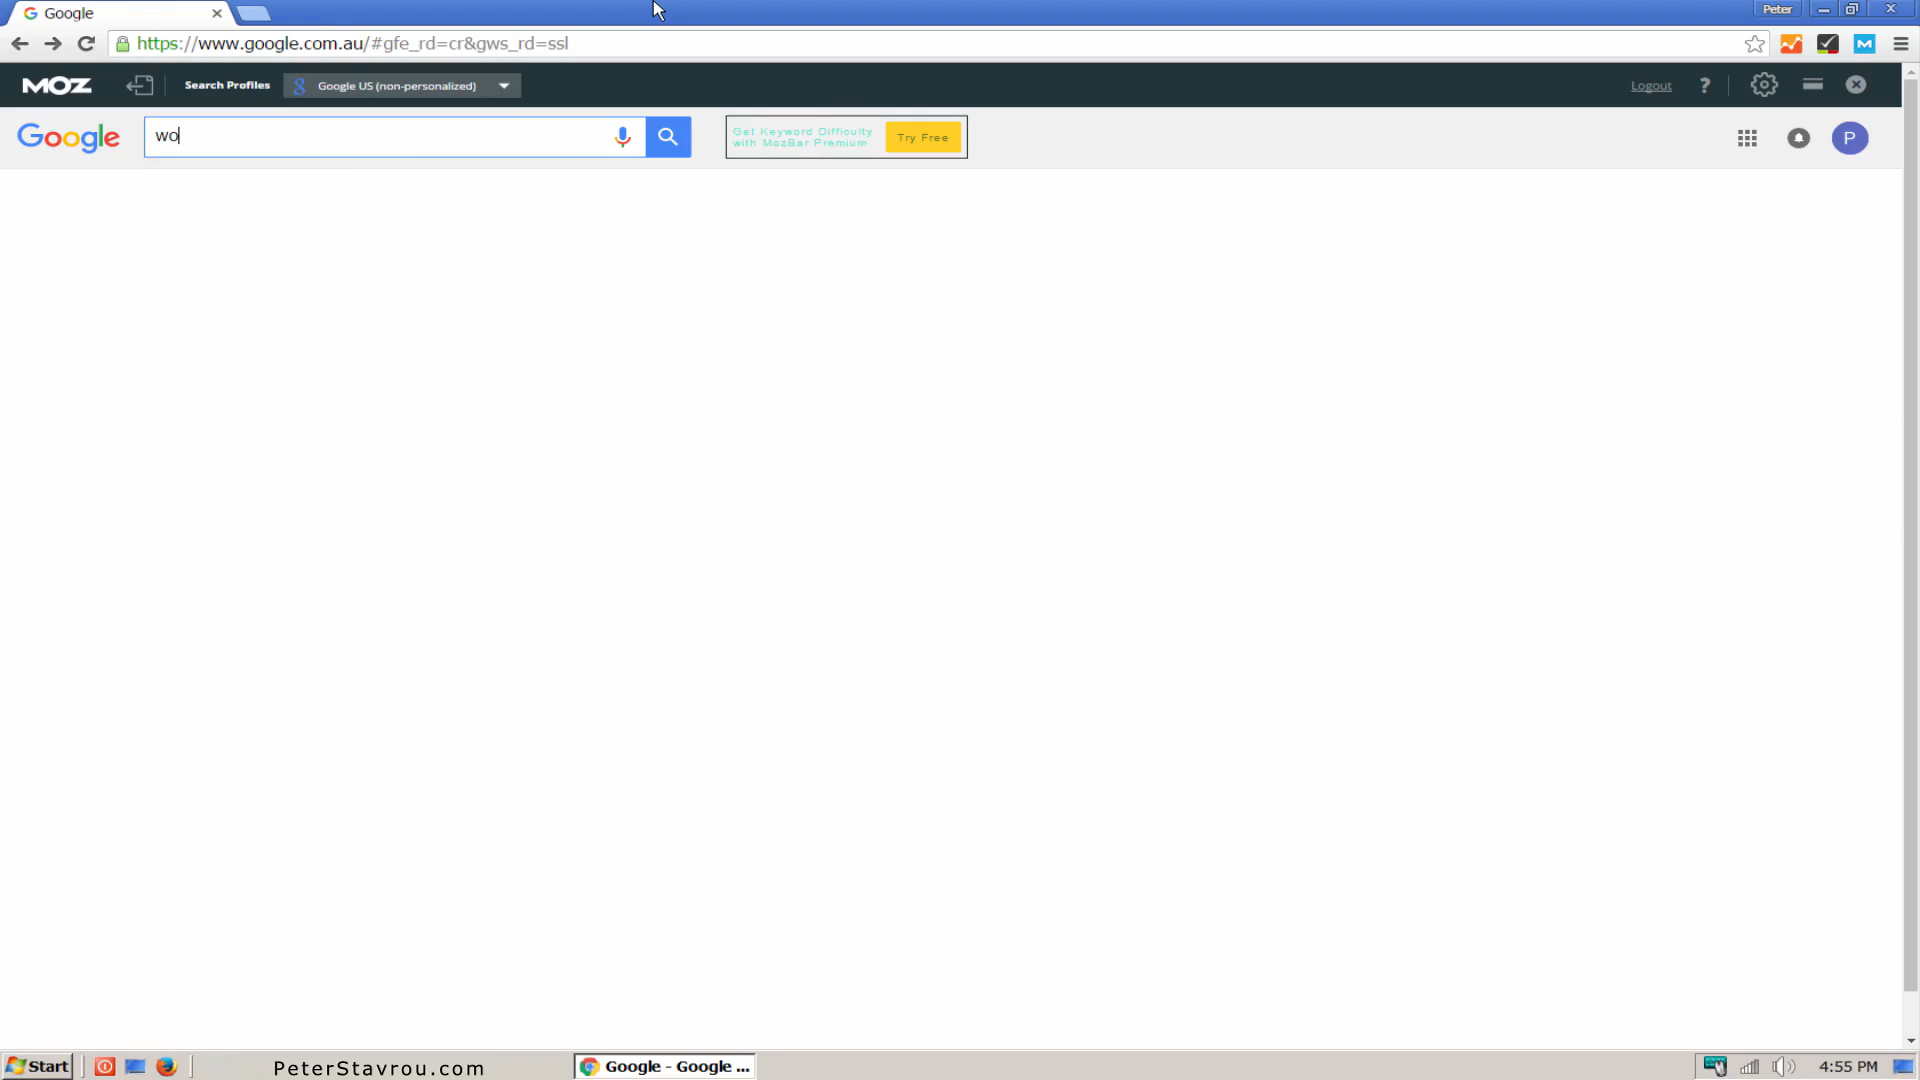 Google
Peter
https://www.google.com.au/#gfe_rd=cr&gws_rd=ssl
MOZ
Search Profiles
Google US (non-personalized)
Logout
?
Google
wo
Get Keyword Difficulty
with MozBar Premium
Try Free
P
Start
PeterStavrou.com
Google - Google ...
4:55 PM